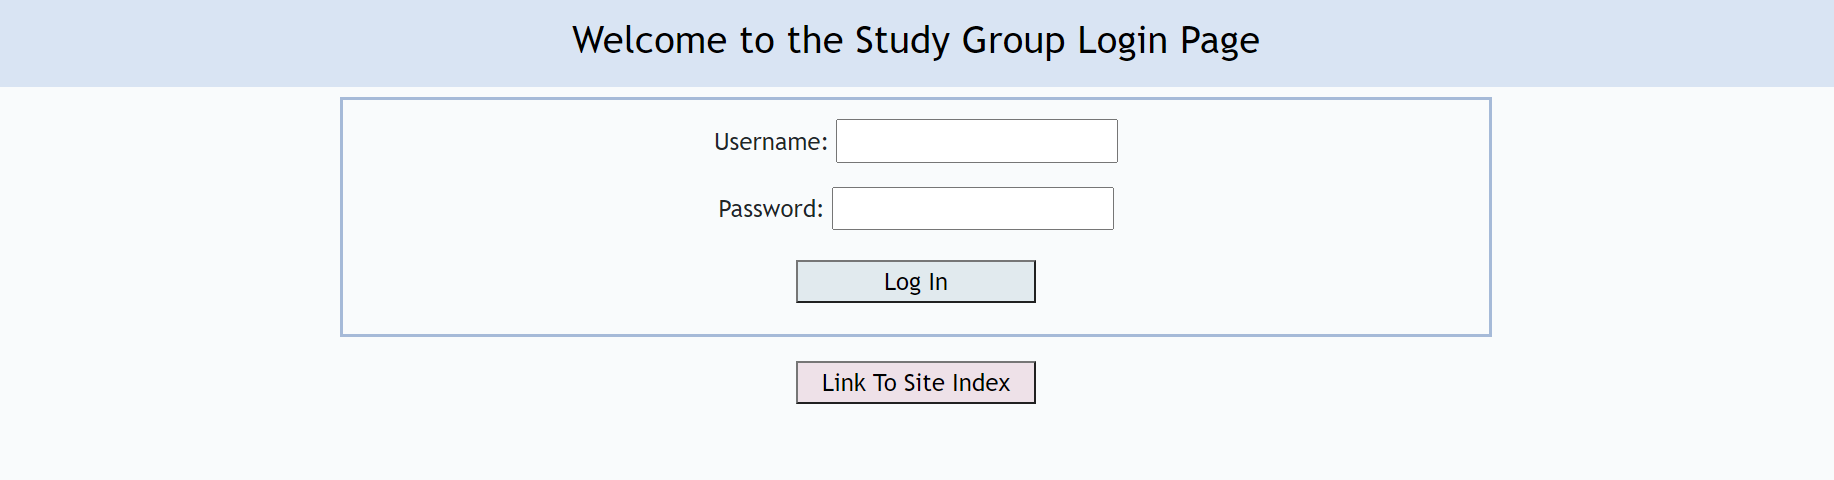 Welcome to the Study Group Login Page
Username:
Password:
Log In
Link To Site Index